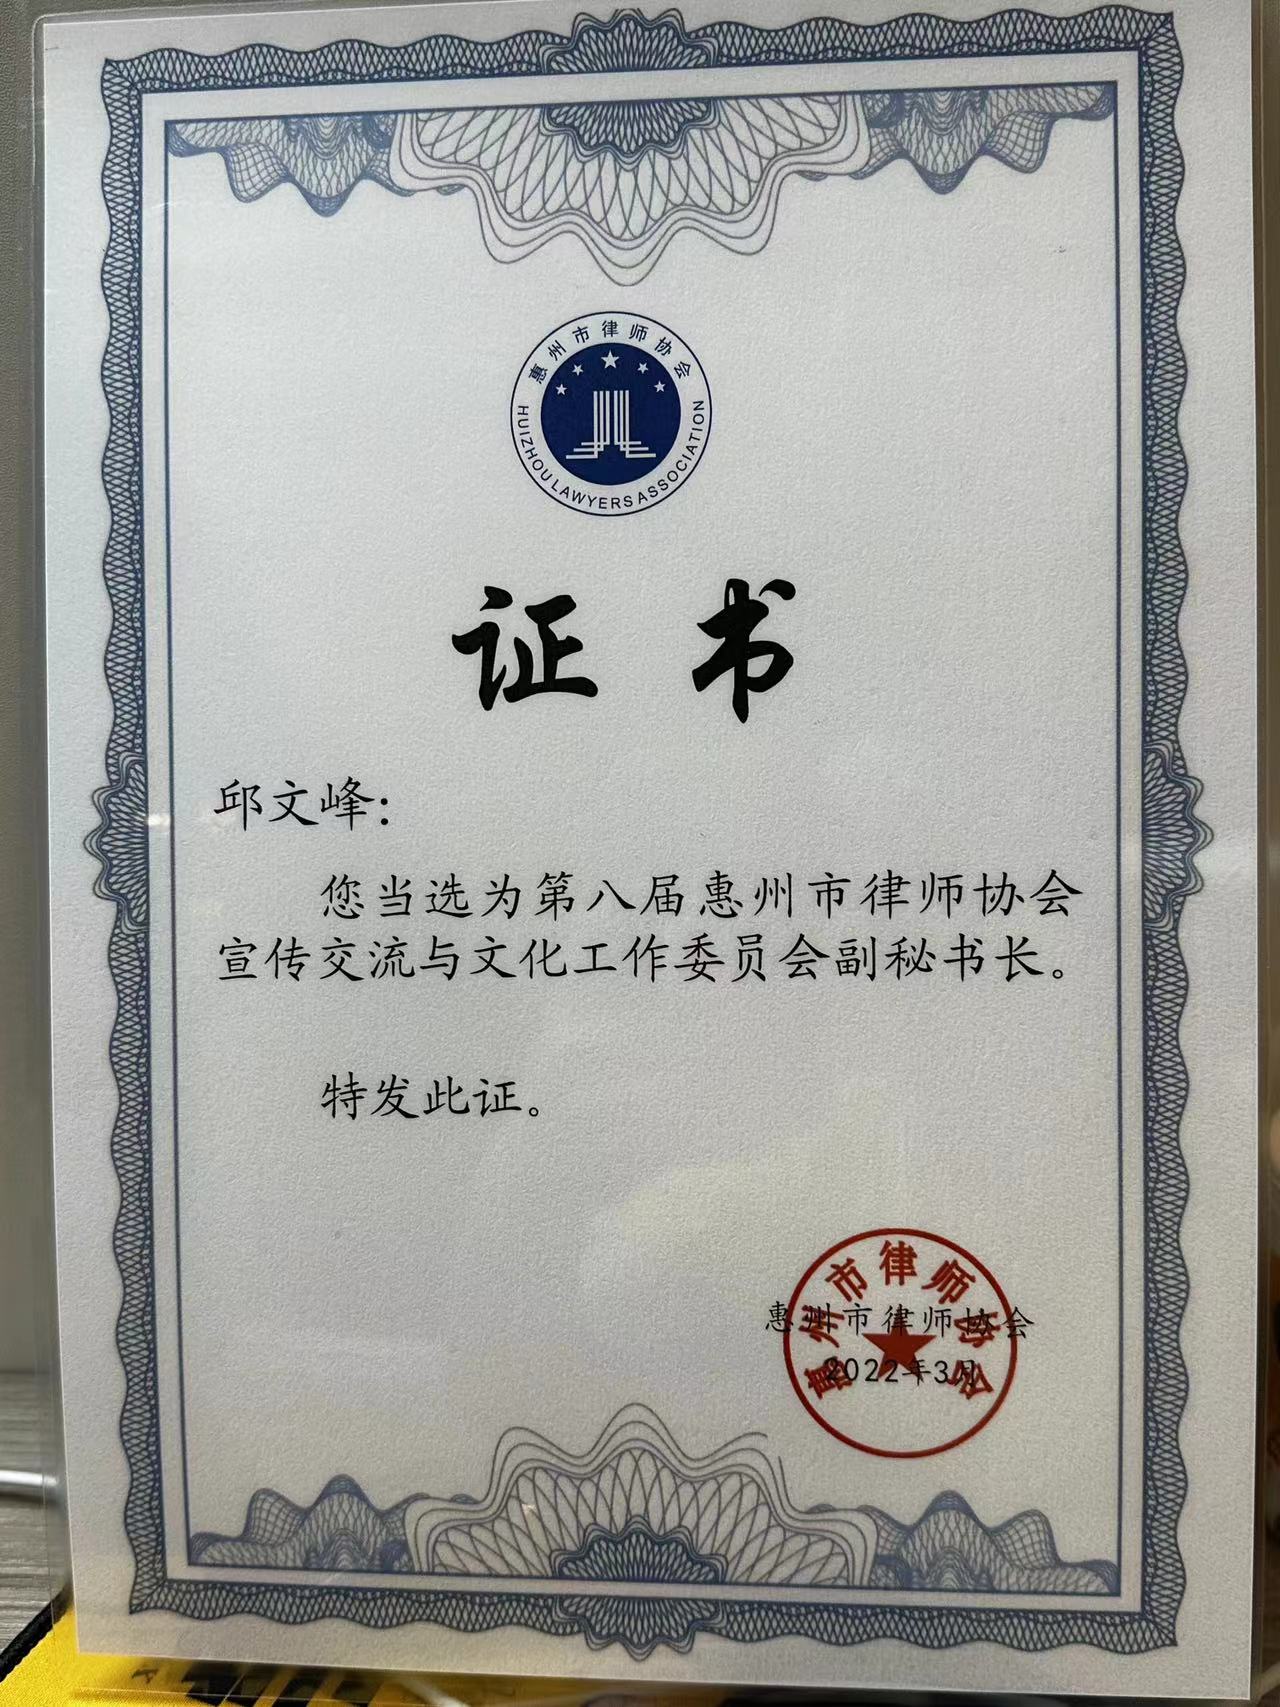 惠州市律师协会
HUIZHOU LAWYERS ASSOCIATION
证书
邱文峰：
您当选为第八届惠州市律师协会
宣传交流与文化工作委员会副秘书长。
特发此证。
惠州市律师协会
惠州市律师协会
2022年3月